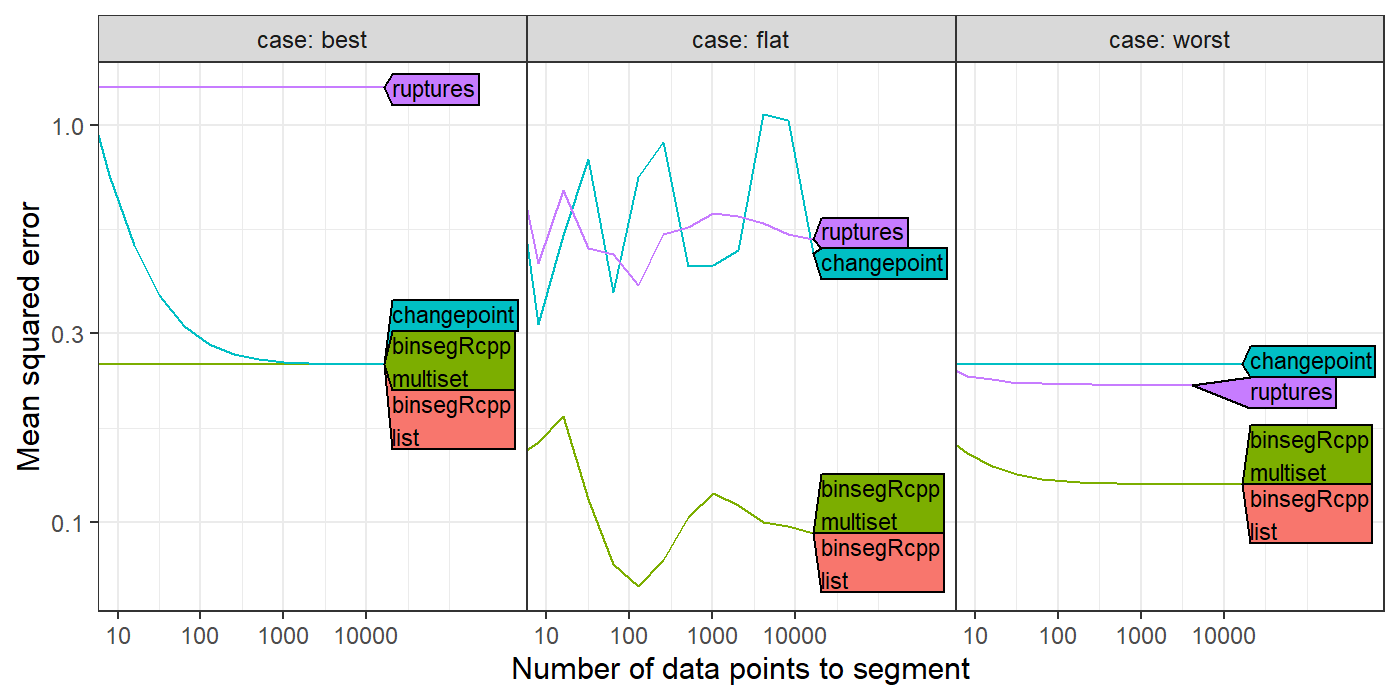 case: best
case: flat
case: worst
Mean squared error
1.0
0.3
0.1
ruptures
changepoint
binsegRcpp
multiset
binsegRcpp
list
ruptures
changepoint
binsegRcpp
multiset
binsegRcpp
list
changepoint
ruptures
binsegRcpp
multiset
binsegRcpp
list
10 100 1000 10000
10 100 1000 10000
10 100 1000 10000
Number of data points to segment